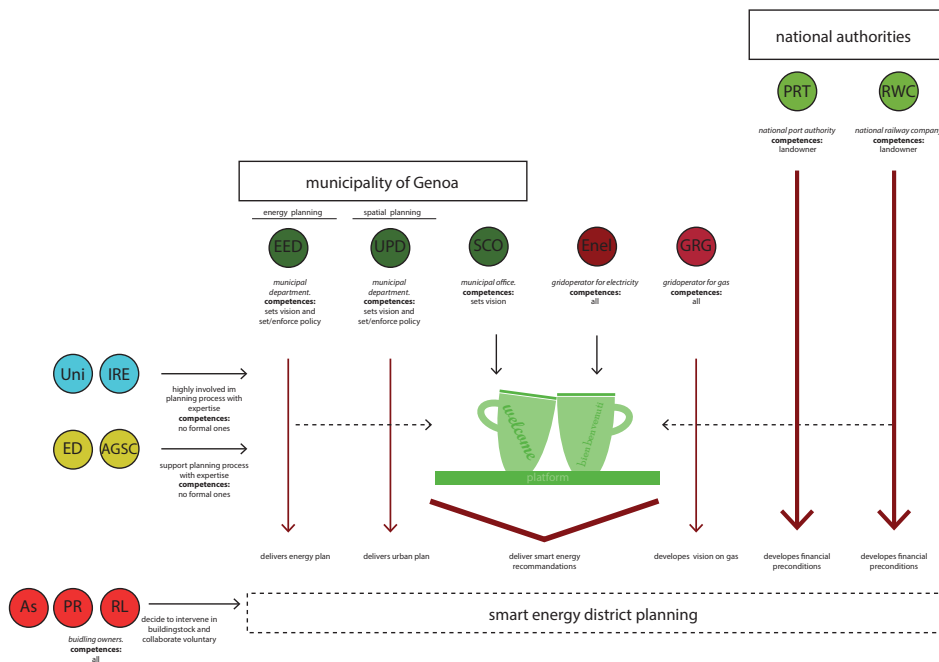 national authorities
PRT
RWC
national port authority
competences:
landowner
national railway company
competences:
landowner
municipality of Genoa
energy planning
spatial planning
EED
UPD
SCO
Enel
GRG
municipal
department.
competences:
sets vision and
set/enforce policy
municipal
department.
competences:
sets vision and
set/enforce policy
municipal office.
competences:
sets vision
gridoperator for electricity
competences:
all
gridoperator for gas
competences:
all
Uni
IRE
highly involved im
planning process with
expertise
competences:
no formal ones
ED
AGSC
support planning process
with expertise
competences:
no formal ones
welcome
bien benvenuti
platform
delivers energy plan
delivers urban plan
deliver smart energy
recommandations
developes vision on gas
developes financial
preconditions
developes financial
preconditions
As
PR
RL
decide to intervene in
buildingstock and
collaborate voluntary
buidling owners.
competences:
all
smart energy district planning